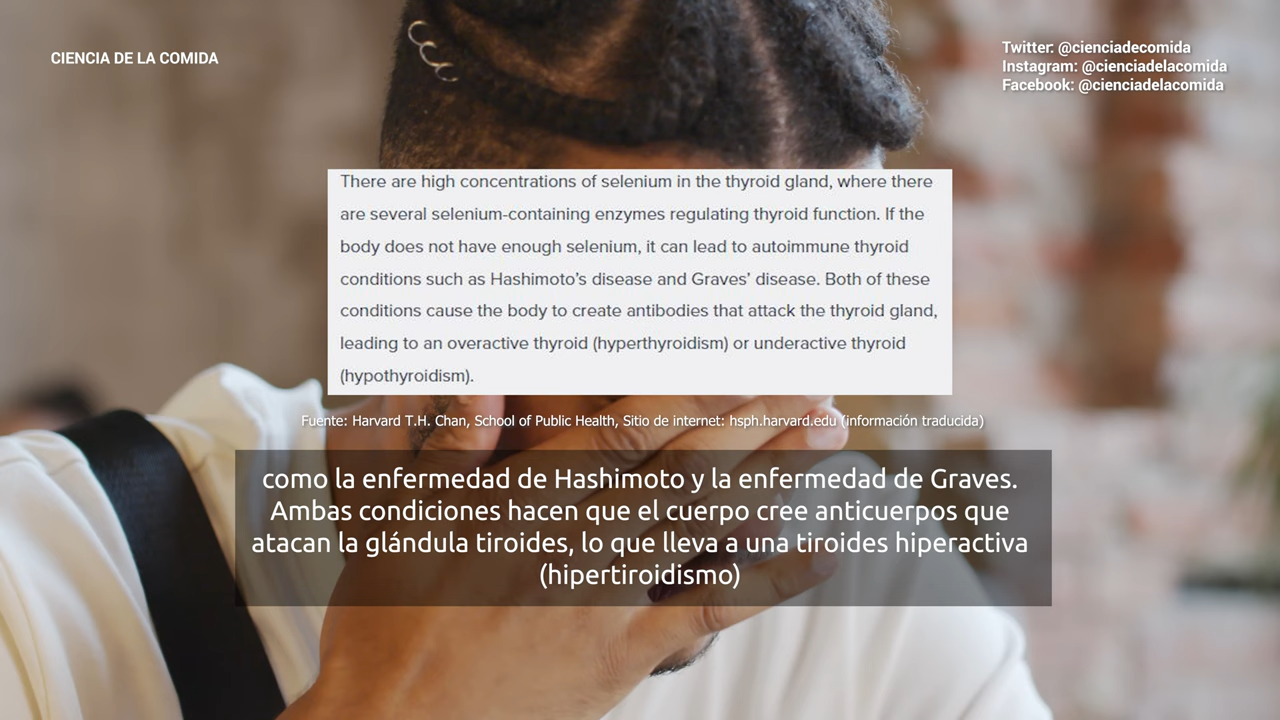 CIENCIA DE LA COMIDA
Twitter: @cienciadecomida
Instagram: @cienciadelacomida
Facebook: @cienciadelacomida
There are high concentrations of selenium in the thyroid gland, where there
are several selenium-containing enzymes regulating thyroid function. If the
body does not have enough selenium, it can lead to autoimmune thyroid
conditions such as Hashimoto’s disease and Graves’ disease. Both of these
conditions cause the body to create antibodies that attack the thyroid gland,
leading to an overactive thyroid (hyperthyroidism) or underactive thyroid
(hypothyroidism).
Fuente: Harvard T.H. Chan, School of Public Health, Sitio de internet: hsph.harvard.edu (información traducida)
como la enfermedad de Hashimoto y la enfermedad de Graves.
Ambas condiciones hacen que el cuerpo cree anticuerpos que
atacan la glándula tiroides, lo que lleva a una tiroides hiperactiva
(hipertiroidismo)